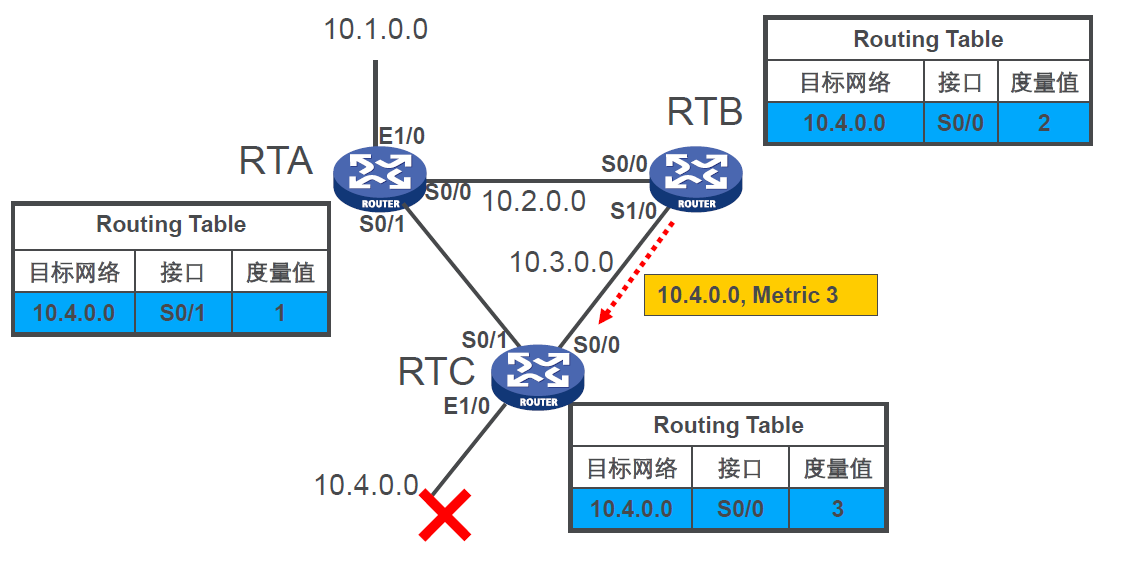 10.1.0.0
Routing Table
目标网络 接口 度量值
10.4.0.0 S0/0 2
RTB
E1/0
RTA
S0/0
ROUTER
S0/0
10.2.0.0
ROUTER
S0/1
S1/0
Routing Table
目标网络 接口 度量值
10.4.0.0 S0/1 1
10.3.0.0
10.4.0.0, Metric 3
S0/1
S0/0
RTC
ROUTER
E1/0
Routing Table
目标网络 接口 度量值
10.4.0.0 S0/0 3
10.4.0.0